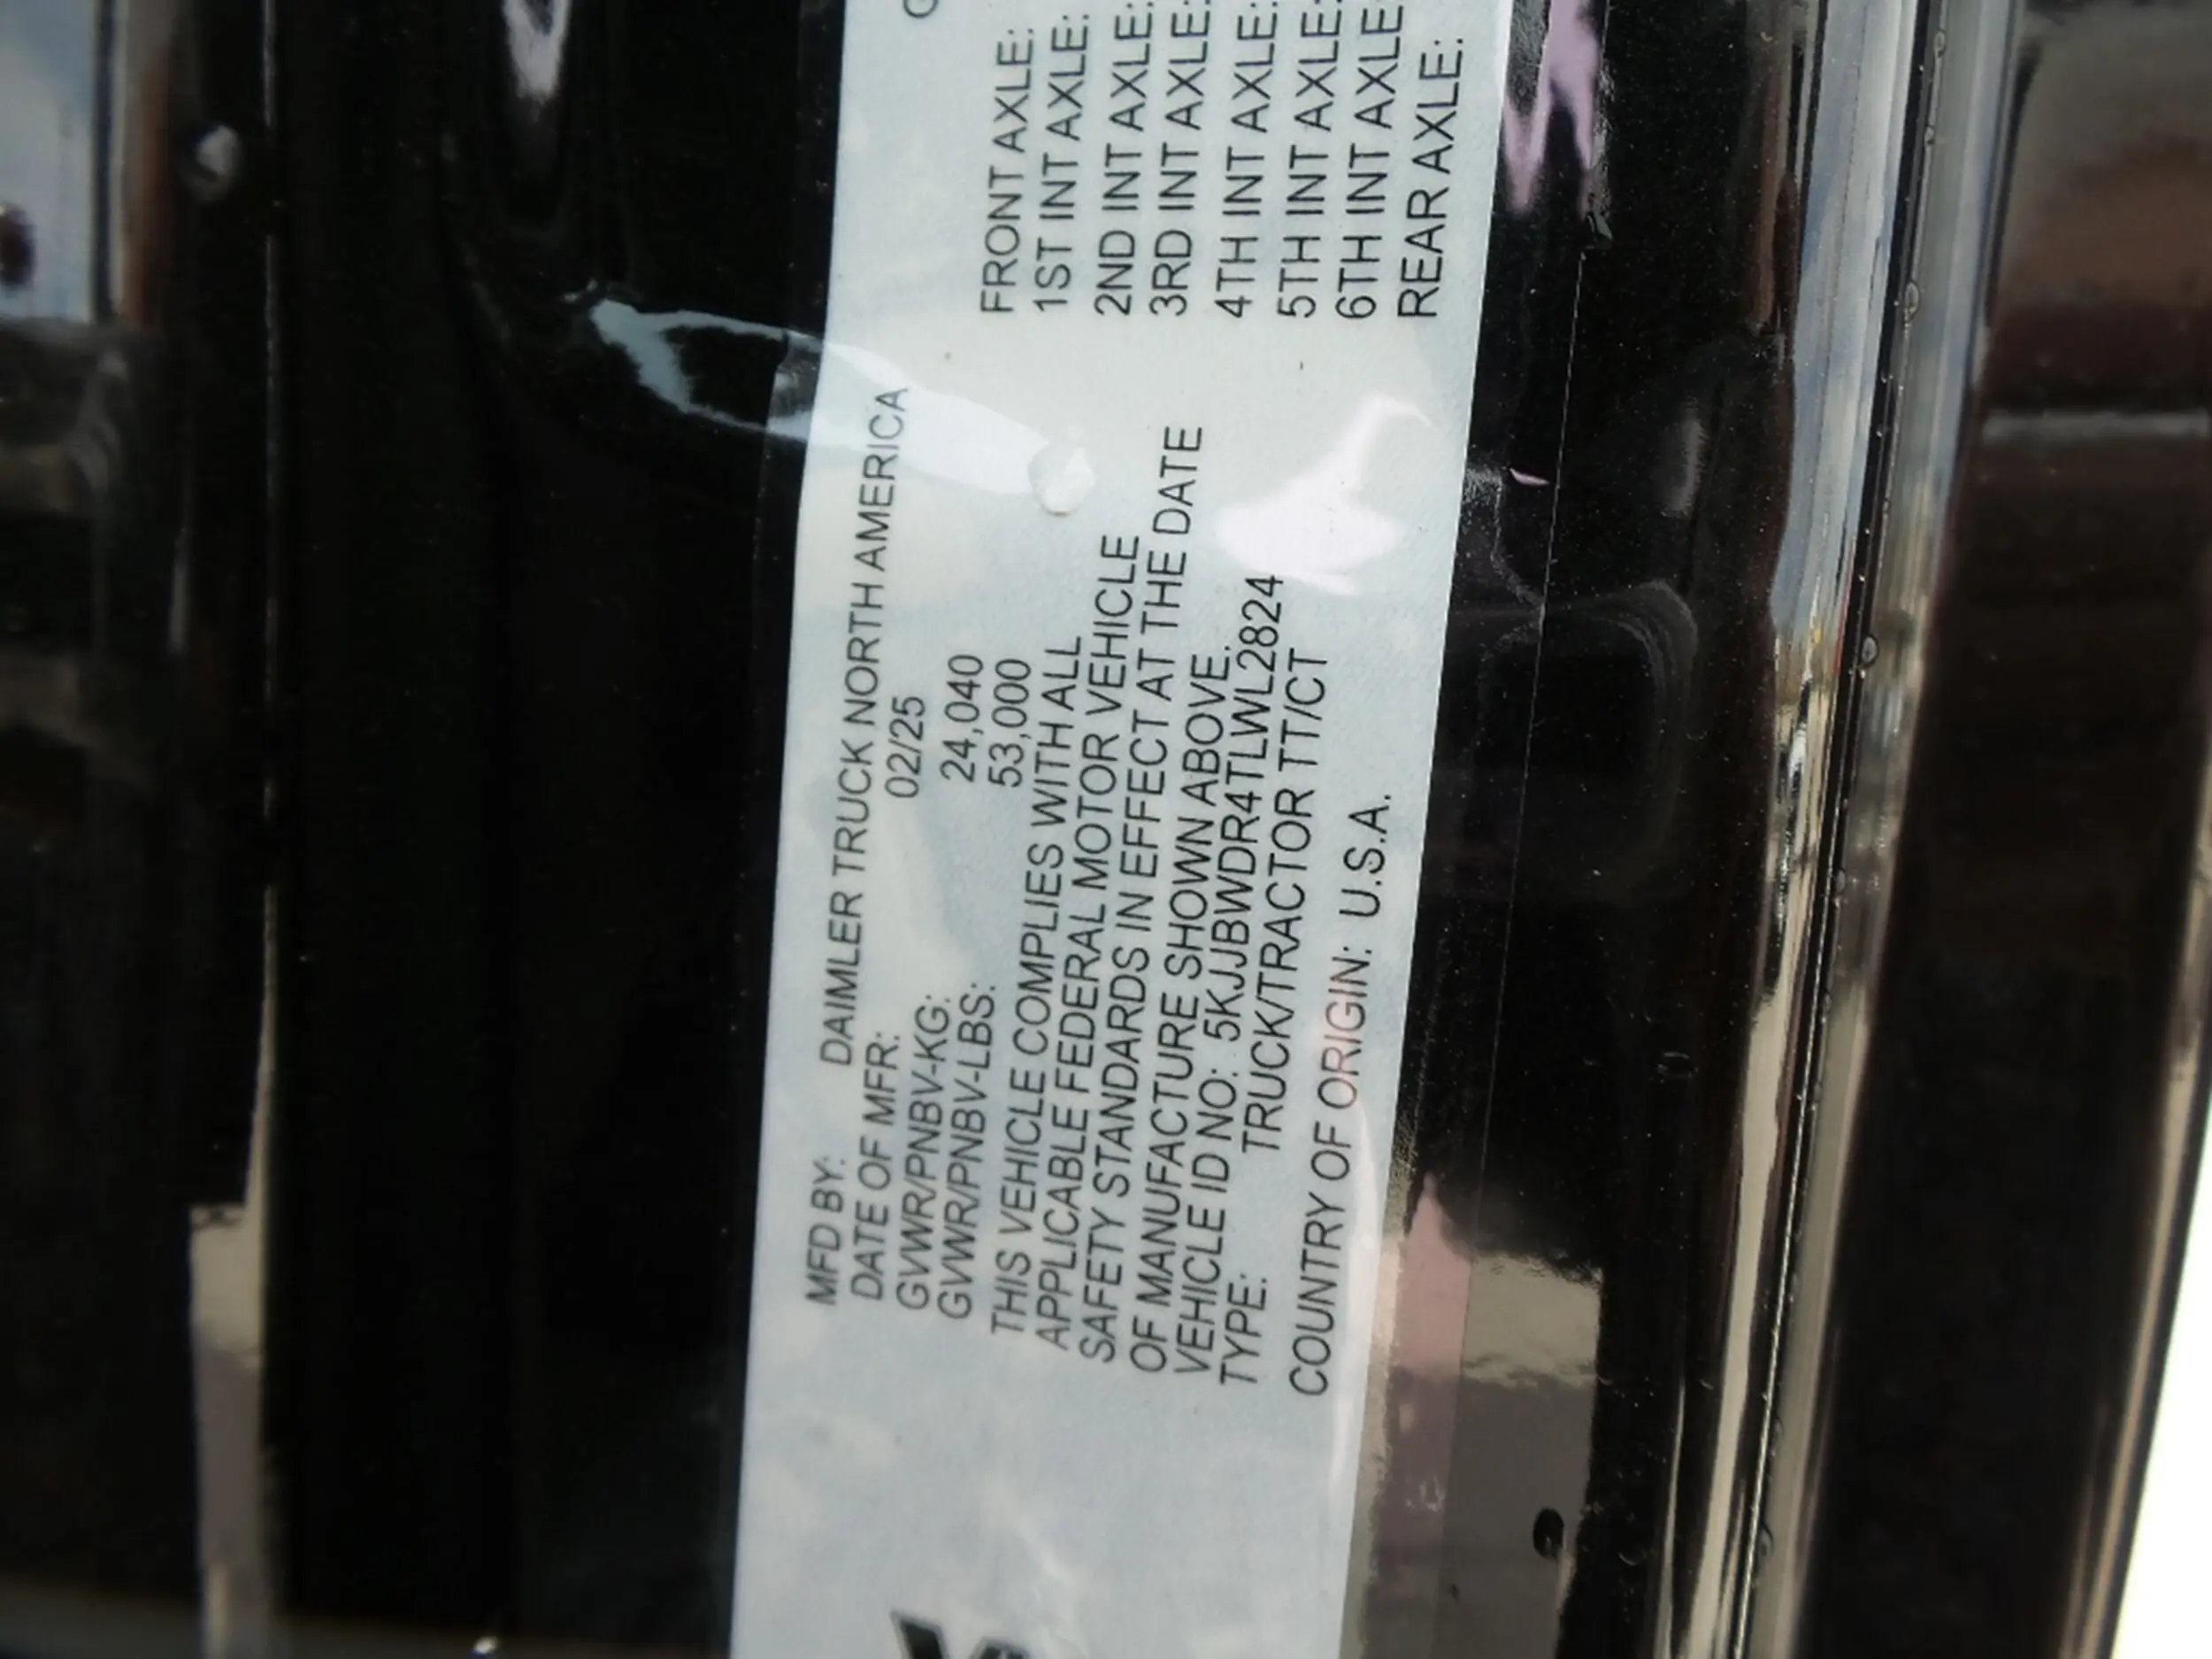 MFD BY: DAIMLER TRUCK NORTH AMERICA
DATE OF MFR: 02/25
GVWR/PNBV-KG: 24,040
GVWR/PNBV-LBS: 53,000
THIS VEHICLE COMPLIES WITH ALL
APPLICABLE FEDERAL MOTOR VEHICLE
SAFETY STANDARDS IN EFFECT AT THE DATE
OF MANUFACTURE SHOWN ABOVE.
VEHICLE ID NO: 5KJJBWDR4TLWL2824
TYPE: TRUCK/TRACTOR TT/CT
COUNTRY OF ORIGIN: U.S.A.
FRONT AXLE:
1ST INT AXLE:
2ND INT AXLE:
3RD INT AXLE:
4TH INT AXLE:
5TH INT AXLE:
6TH INT AXLE:
REAR AXLE: